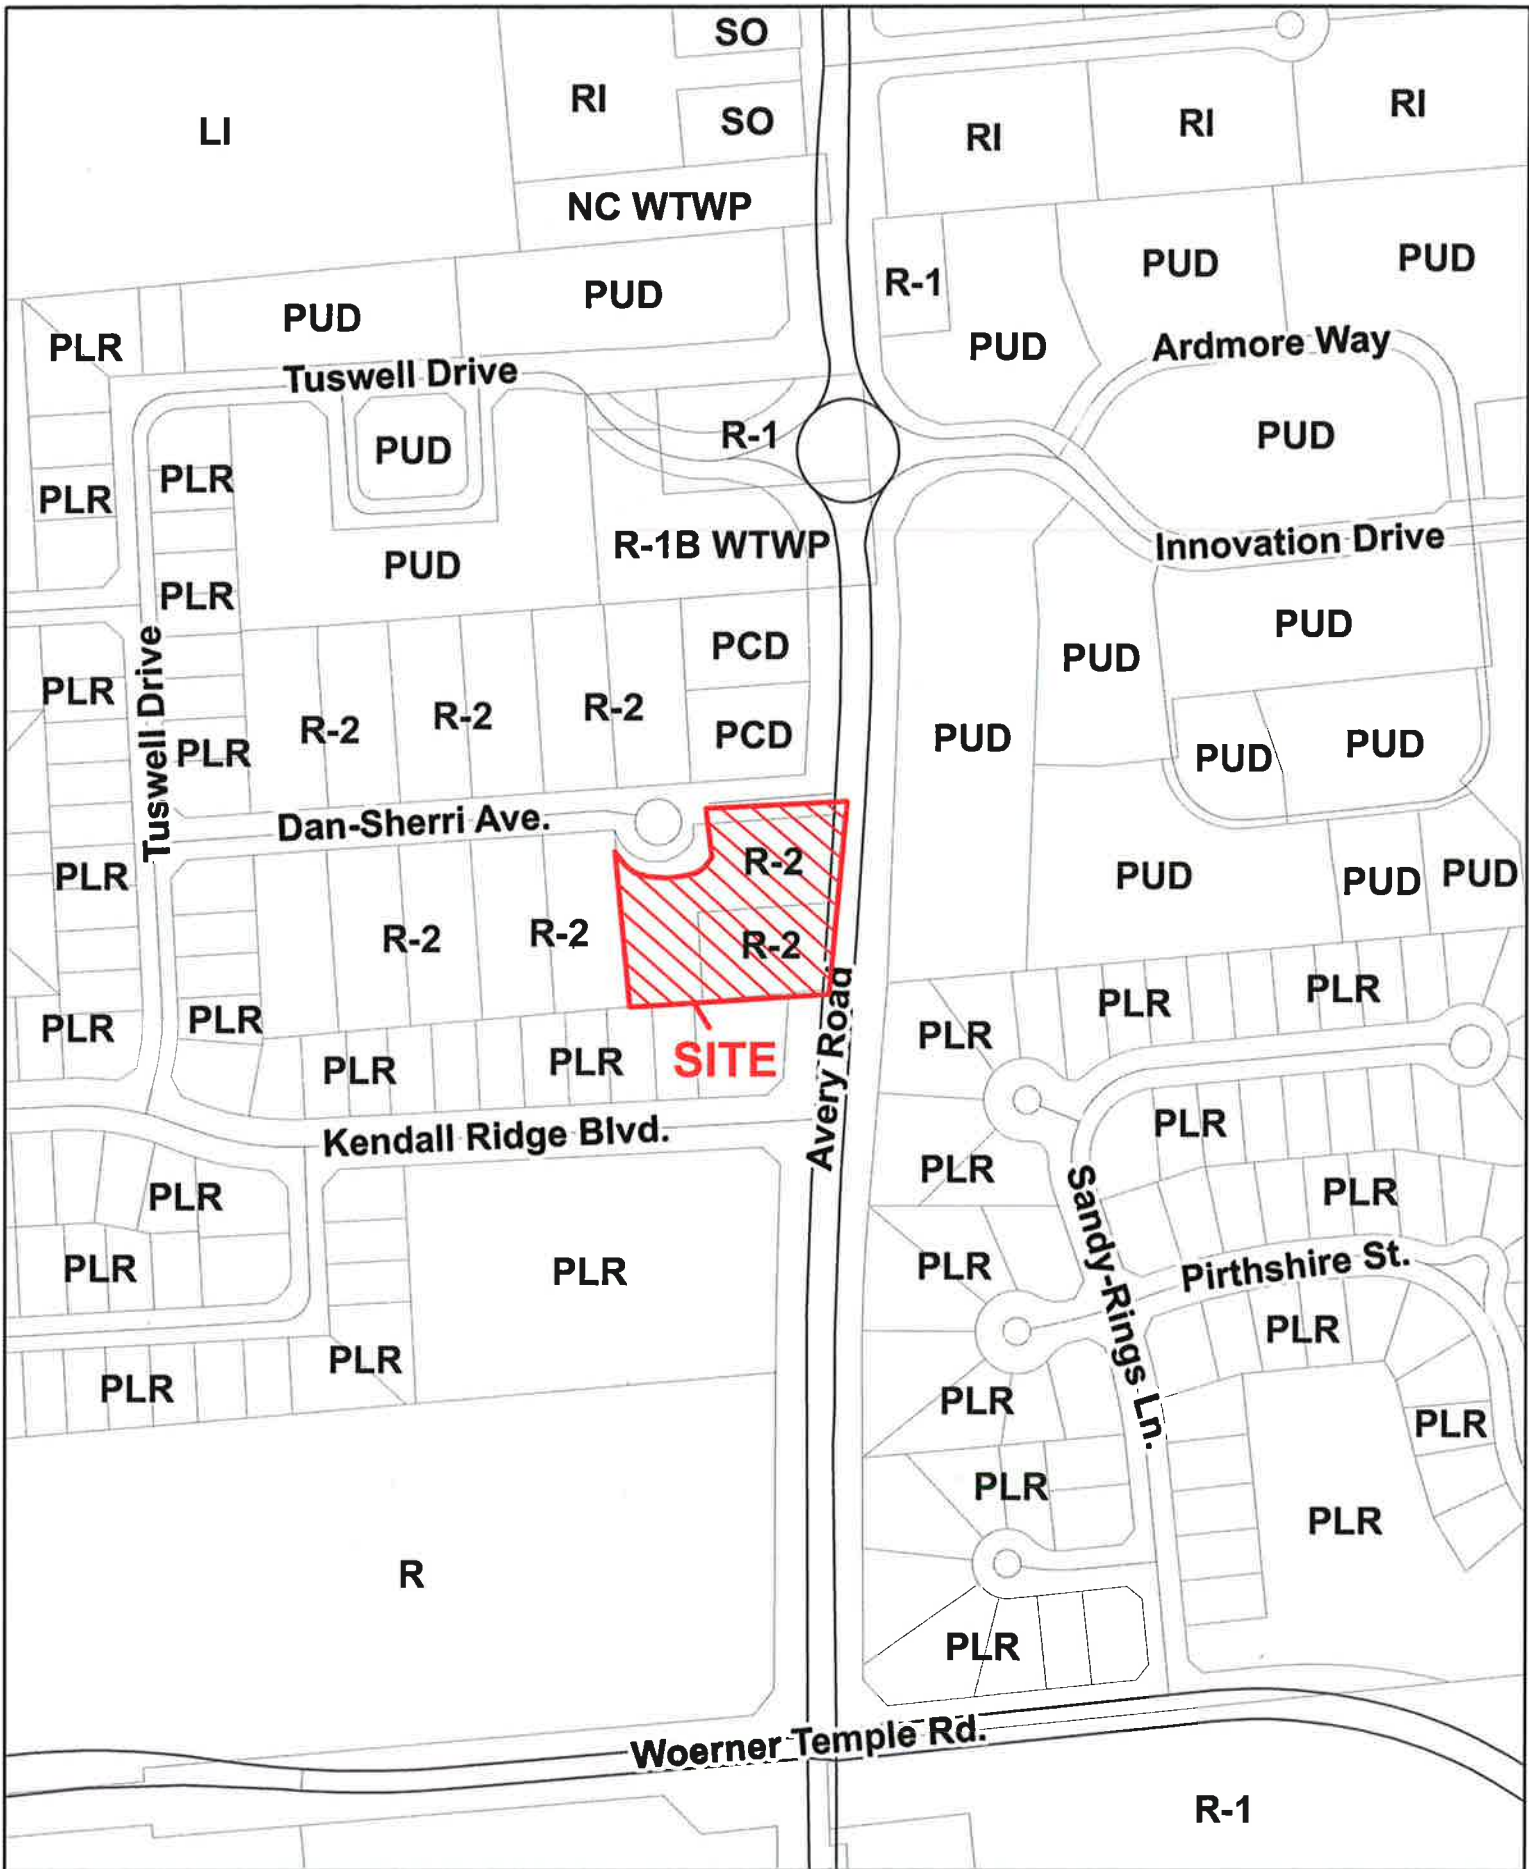 SO
RI
RI
LI
SO
RI
RI
NC WTWP
PUD
PUD
R-1
PUD
PUD
PLR
PUD
Ardmore Way
Tuswell Drive
R-1
PUD
PUD
PLR
PLR
R-1B WTWP
Innovation Drive
PUD
PLR
PUD
PCD
PUD
PLR
Tuswell Drive
R-2
R-2
R-2
PCD
PUD
PUD
PUD
PLR
Dan-Sherri Ave.
R-2
PUD
PUD
PUD
PLR
R-2
R-2
R-2
PLR
PLR
PLR
PLR
PLR
PLR
PLR
SITE
Avery Road
PLR
Kendall Ridge Blvd.
PLR
PLR
PLR
Sandy-Rings Ln.
PLR
PLR
PLR
Pirthshire St.
PLR
PLR
PLR
PLR
PLR
PLR
PLR
R
PLR
Woerner Temple Rd.
R-1